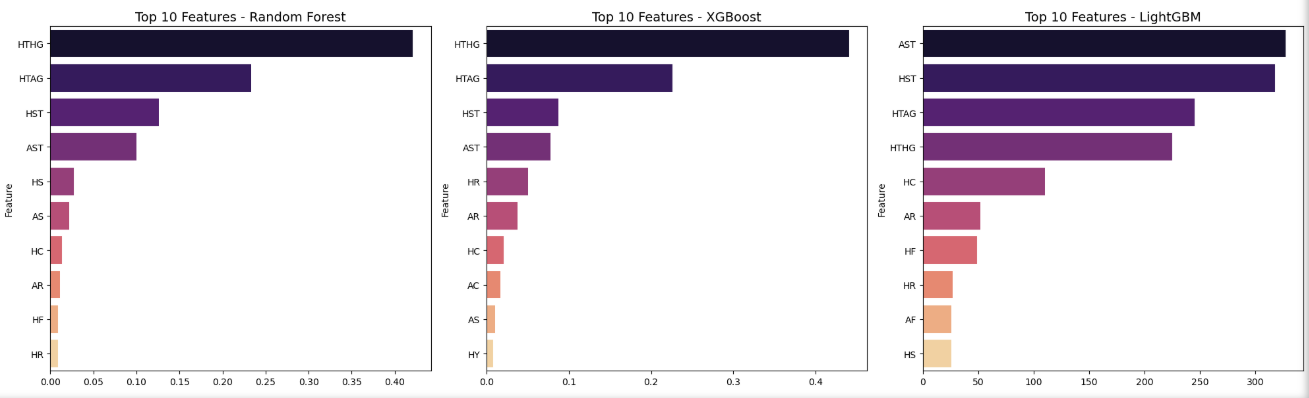 Top 10 Features - Random Forest
HTHG
HTAG
HST
AST
HS
AS
HC
AR
HF
HR
Feature
0.00 0.05 0.10 0.15 0.20 0.25 0.30 0.35 0.40
Top 10 Features - XGBoost
HTHG
HTAG
HST
AST
HR
AR
HC
AC
AS
HY
Feature
0.0 0.1 0.2 0.3 0.4
Top 10 Features - LightGBM
AST
HST
HTAG
HTHG
HC
AR
HF
HR
AF
HS
Feature
0 50 100 150 200 250 300